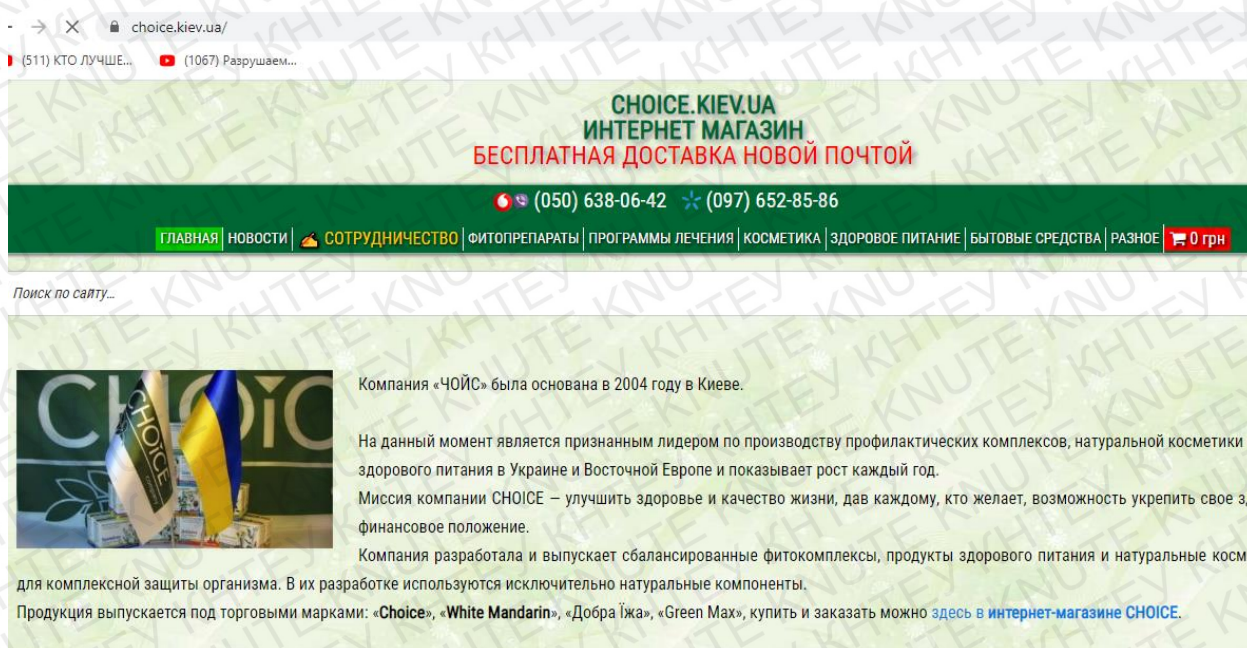 choice.kiev.ua/
(511) КТО ЛУЧШЕ... (1067) Разрушаем...
CHOICE.KIEV.UA
ИНТЕРНЕТ МАГАЗИН
БЕСПЛАТНАЯ ДОСТАВКА НОВОЙ ПОЧТОЙ
(050) 638-06-42 (097) 652-85-86
ГЛАВНАЯ НОВОСТИ СОТРУДНИЧЕСТВО ФИТОПРЕПАРАТЫ ПРОГРАММЫ ЛЕЧЕНИЯ КОСМЕТИКА ЗДОРОВОЕ ПИТАНИЕ БЫТОВЫЕ СРЕДСТВА РАЗНОЕ 0 грн
Поиск по сайту...
CHOICE
CHOICE
Компания «ЧОЙС» была основана в 2004 году в Киеве.
На данный момент является признанным лидером по производству профилактических комплексов, натуральной косметики
здорового питания в Украине и Восточной Европе и показывает рост каждый год.
Миссия компании CHOICE — улучшить здоровье и качество жизни, дав каждому, кто желает, возможность укрепить свое
финансовое положение.
Компания разработала и выпускает сбалансированные фитокомплексы, продукты здорового питания и натуральные
для комплексной защиты организма. В их разработке используются исключительно натуральные компоненты.
Продукция выпускается под торговыми марками: «Choice», «White Mandarin», «Добра Їжа», «Green Max», купить и заказать можно здесь в интернет-магазине CHOICE.
KNUTE KHTEY